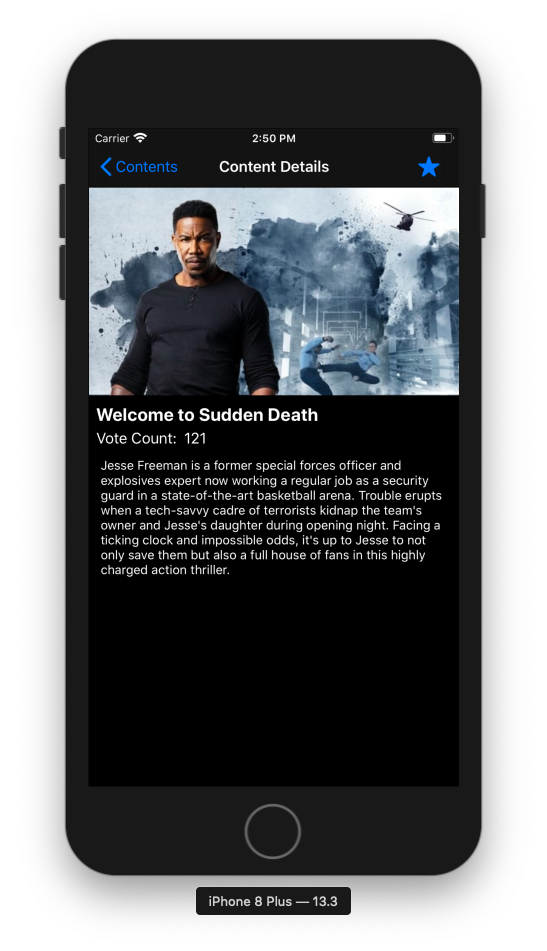 Carrier 2:50 PM
Contents Content Details
Welcome to Sudden Death
Vote Count: 121
Jesse Freeman is a former special forces officer and
explosives expert now working a regular job as a security
guard in a state-of-the-art basketball arena. Trouble erupts
when a tech-savvy cadre of terrorists kidnap the team's
owner and Jesse's daughter during opening night. Facing a
ticking clock and impossible odds, it's up to Jesse to not
only save them but also a full house of fans in this highly
charged action thriller.
iPhone 8 Plus — 13.3